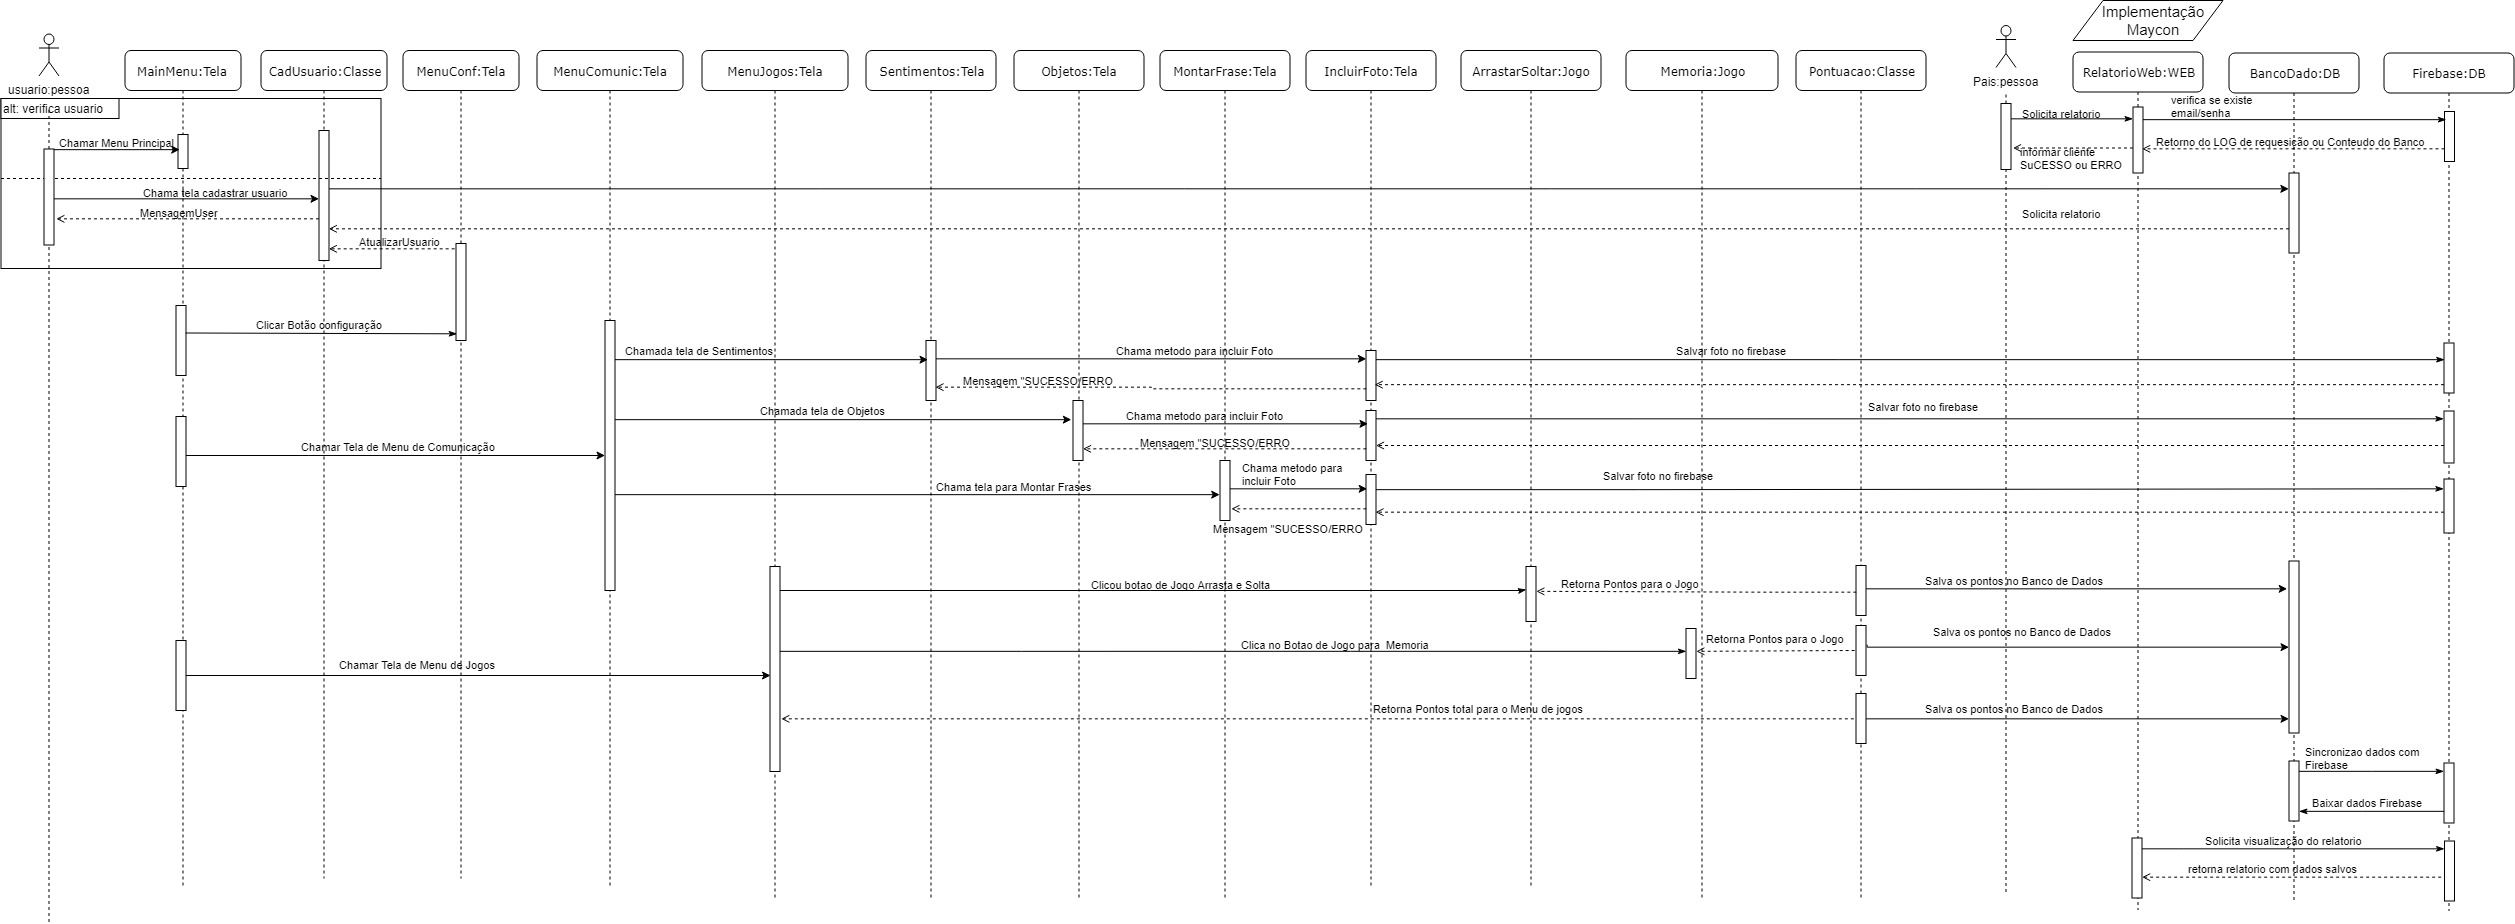 Implementação
Maycon
usuario:pessoa
MainMenu:Tela
CadUsuario:Classe
MenuConf:Tela
MenuComunic:Tela
MenuJogos:Tela
Sentimentos:Tela
Objetos:Tela
MontarFrase:Tela
IncluirFoto:Tela
ArrastarSoltar:Jogo
Memoria:Jogo
Pontuacao:Classe
Pais:pessoa
RelatorioWeb:WEB
BancoDado:DB
Firebase:DB
alt: verifica usuario
Chamar Menu Principal
Chama tela cadastrar usuario
MensagemUser
AtualizarUsuario
Solicita relatorio
verifica se existe
email/senha
Retorno do LOG de requesição ou Conteudo do Banco
informar cliente
SuCESSO ou ERRO
Solicita relatorio
Clicar Botão configuração
Chamada tela de Sentimentos
Chama metodo para incluir Foto
Salvar foto no firebase
Mensagem "SUCESSO/ERRO
Chamada tela de Objetos
Chama metodo para incluir Foto
Salvar foto no firebase
Mensagem "SUCESSO/ERRO
Chamar Tela de Menu de Comunicação
Chama metodo para
incluir Foto
Salvar foto no firebase
Chama tela para Montar Frases
Mensagem "SUCESSO/ERRO
Clicou botao de Jogo Arrasta e Solta
Retorna Pontos para o Jogo
Salva os pontos no Banco de Dados
Clica no Botao de Jogo para  Memoria
Retorna Pontos para o Jogo
Salva os pontos no Banco de Dados
Chamar Tela de Menu de Jogos
Retorna Pontos total para o Menu de jogos
Salva os pontos no Banco de Dados
Sincronizao dados com
Firebase
Baixar dados Firebase
Solicita visualização do relatorio
retorna relatorio com dados salvos